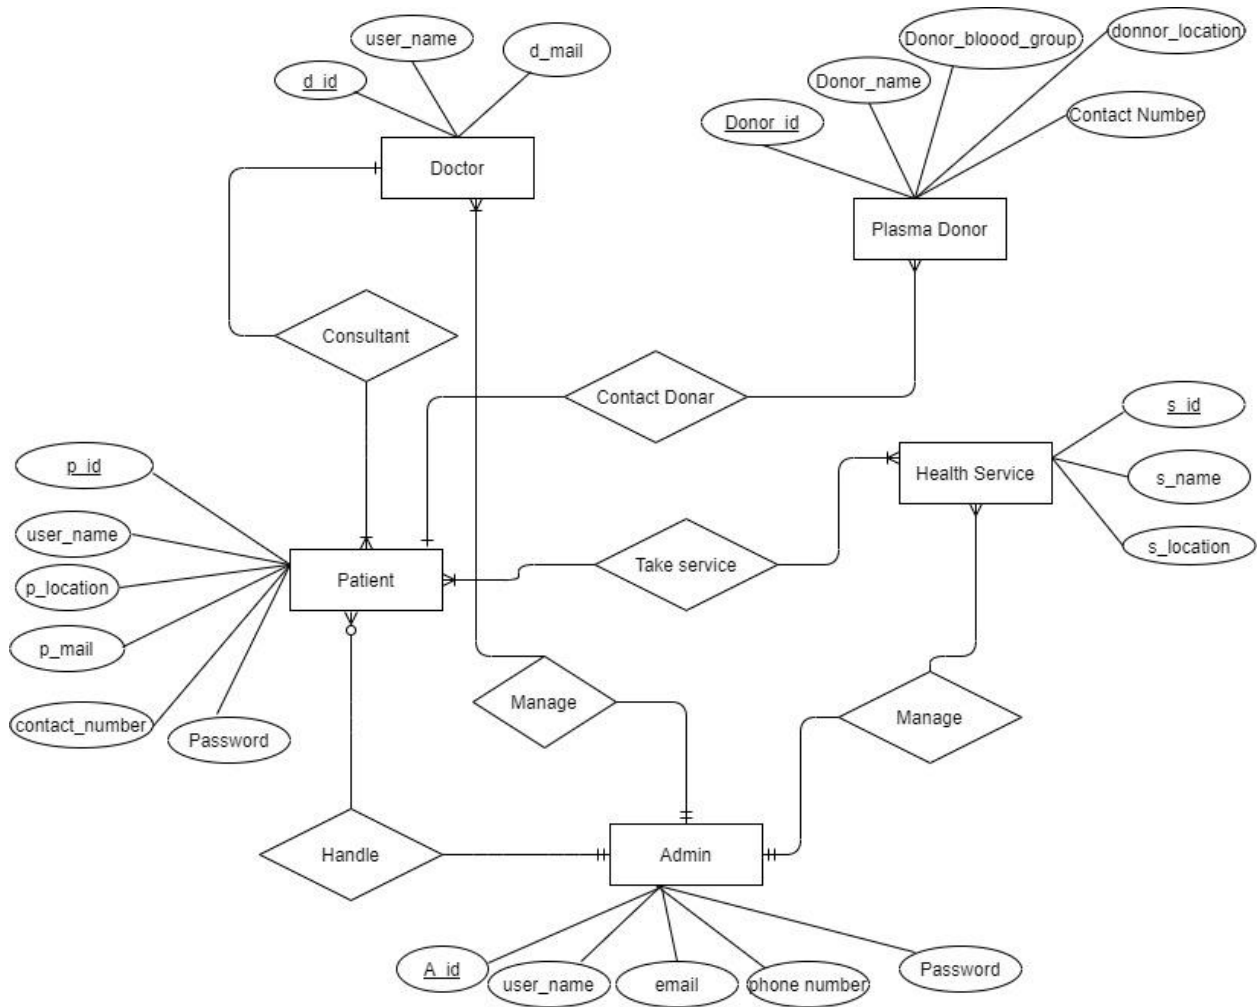 user_name
d_mail
d_id
Doctor
Donor_bloood_group
donnor_location
Donor_name
Donor_id
Contact Number
Plasma Donor
Consultant
Contact Donar
s_id
Health Service
s_name
s_location
p_id
user_name
p_location
p_mail
contact_number
Password
Patient
Take service
Manage
Manage
Handle
Admin
A_id
user_name
email
phone number
Password